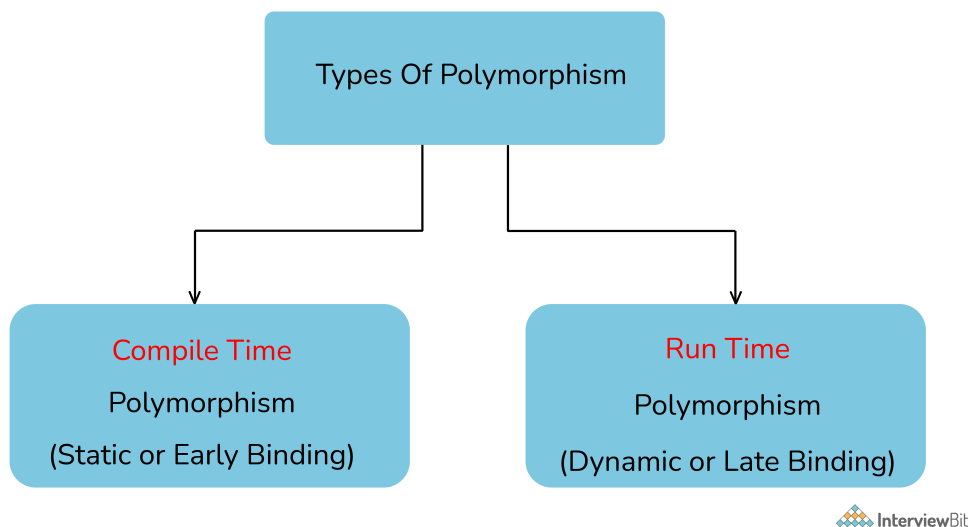 Types Of Polymorphism
Compile Time
Polymorphism
(Static or Early Binding)
Run Time
Polymorphism
(Dynamic or Late Binding)
InterviewBit